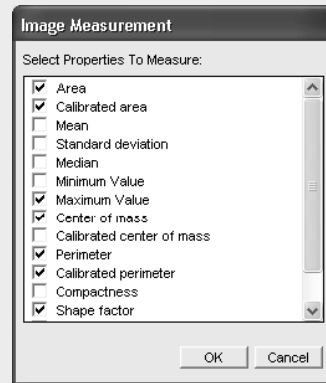 Image Measurement
Select Properties To Measure:
Area
Calibrated area
Mean
Standard deviation
Median
Minimum Value
Maximum Value
Center of mass
Calibrated center of mass
Perimeter
Calibrated perimeter
Compactness
Shape factor
OK Cancel